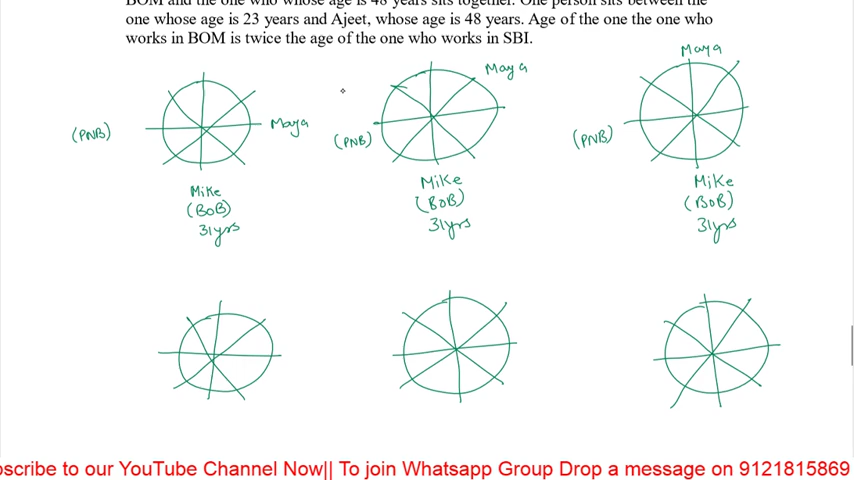 BOM and the one who whose age is 48 years sits together. One person sits between the
one whose age is 23 years and Ajeet, whose age is 48 years. Age of the one the one who
works in BOM is twice the age of the one who works in SBI.
Maya
Maya
(PNB)
Maya
(PNB)
(PNB)
Mike
(BOB)
31yrs
Mike
(BOB)
31yrs
Mike
(BOB)
31yrs
bscribe to our YouTube Channel Now|| To join Whatsapp Group Drop a message on 9121815869